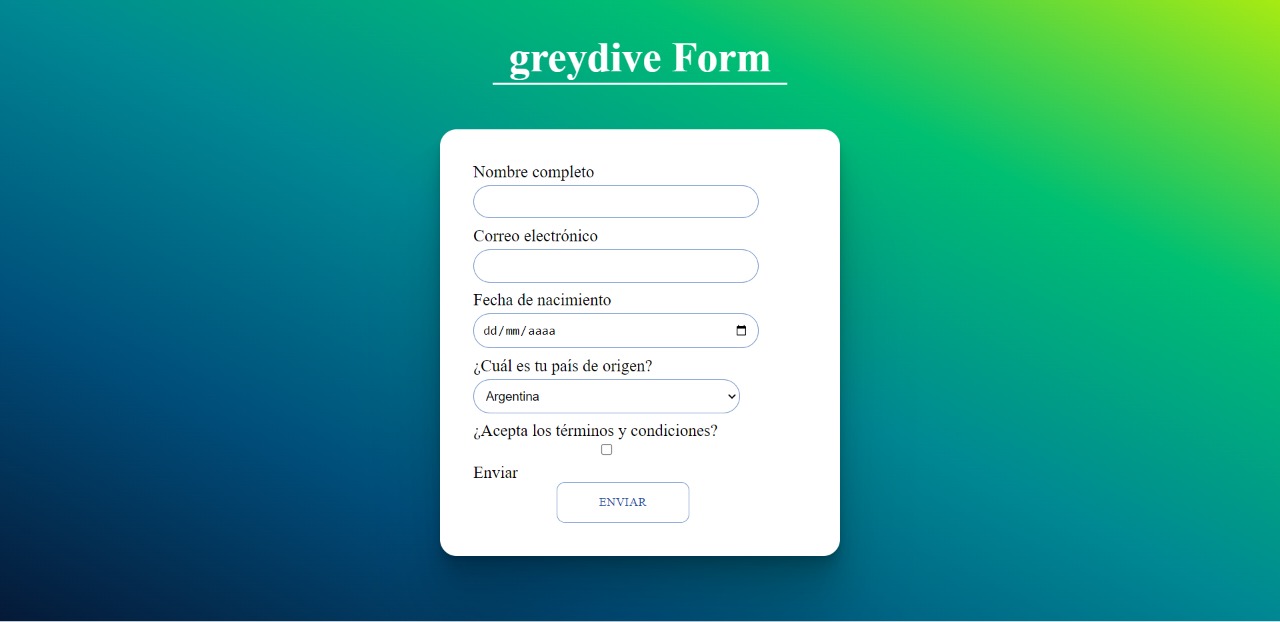 greydive Form
Nombre completo
Correo electrónico
Fecha de nacimiento
dd/mm/aaaa
¿Cuál es tu país de origen?
Argentina
¿Acepta los términos y condiciones?
Enviar
ENVIAR